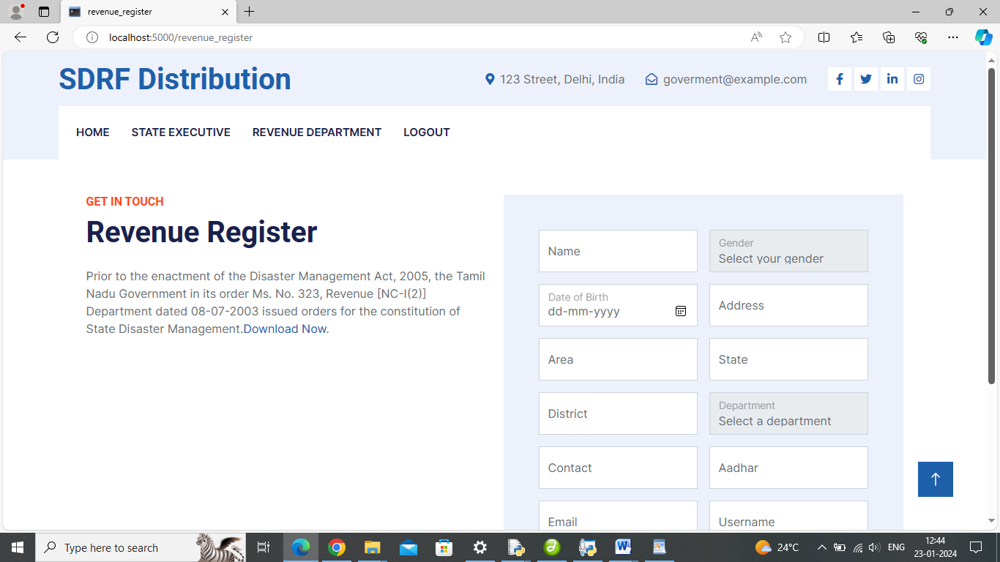 revenue_register
localhost:5000/revenue_register
SDRF Distribution
123 Street, Delhi, India
goverment@example.com
HOME STATE EXECUTIVE REVENUE DEPARTMENT LOGOUT
GET IN TOUCH
Revenue Register
Prior to the enactment of the Disaster Management Act, 2005, the Tamil
Nadu Government in its order Ms. No. 323, Revenue [NC-I(2)]
Department dated 08-07-2003 issued orders for the constitution of
State Disaster Management.Download Now.
Name
Gender
Select your gender
Date of Birth
dd-mm-yyyy
Address
Area
State
District
Department
Select a department
Contact
Aadhar
Email
Username
Type here to search
24°C
ENG
12:44
23-01-2024